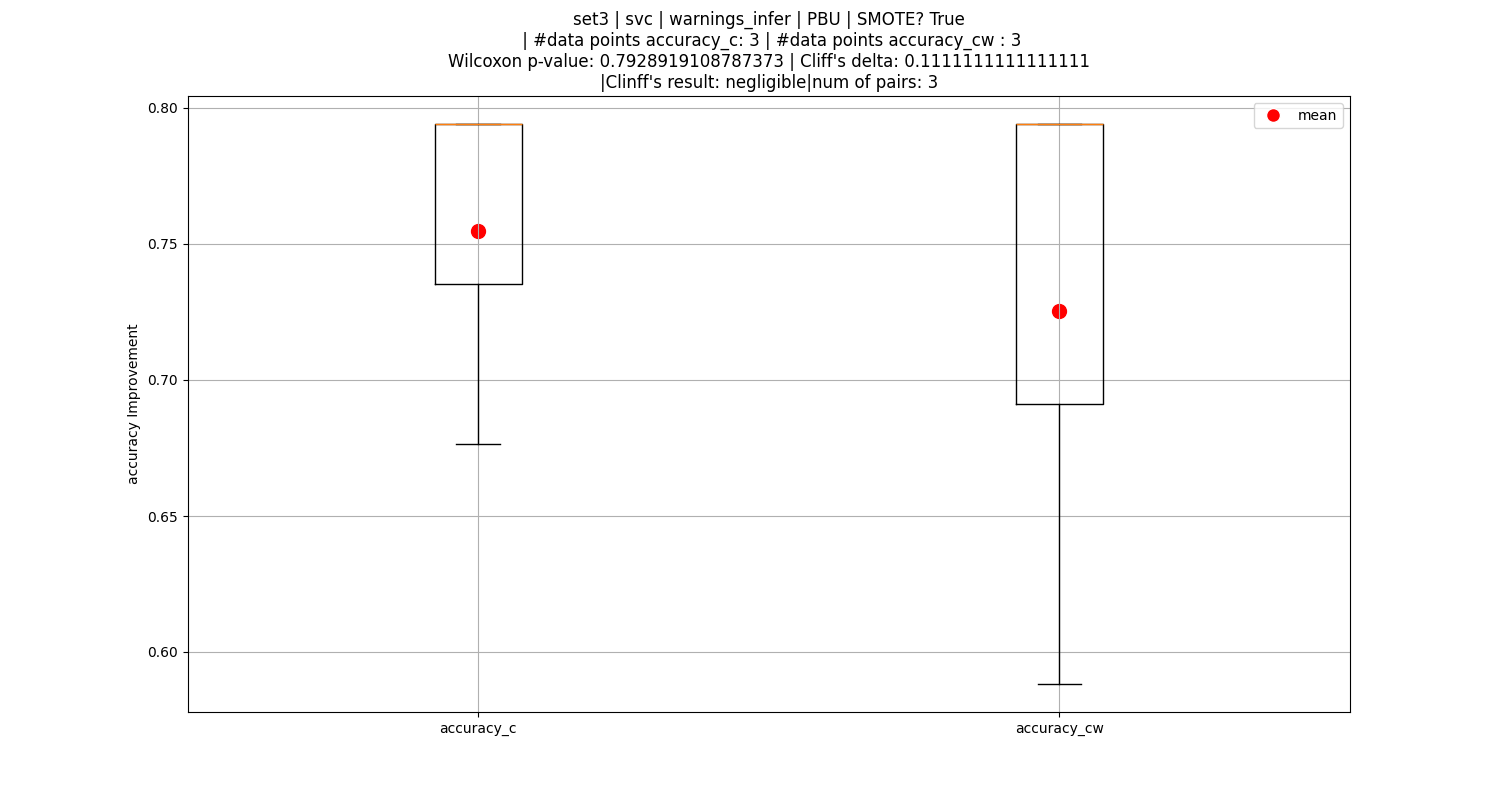 set3 | svc | warnings_infer | PBU | SMOTE? True
| #data points accuracy_c: 3 | #data points accuracy_cw : 3
Wilcoxon p-value: 0.7928919108787373 | Cliff's delta: 0.1111111111111111
|Clinff's result: negligible|num of pairs: 3
mean
0.80
0.75
0.70
0.65
0.60
accuracy Improvement
accuracy_c
accuracy_cw